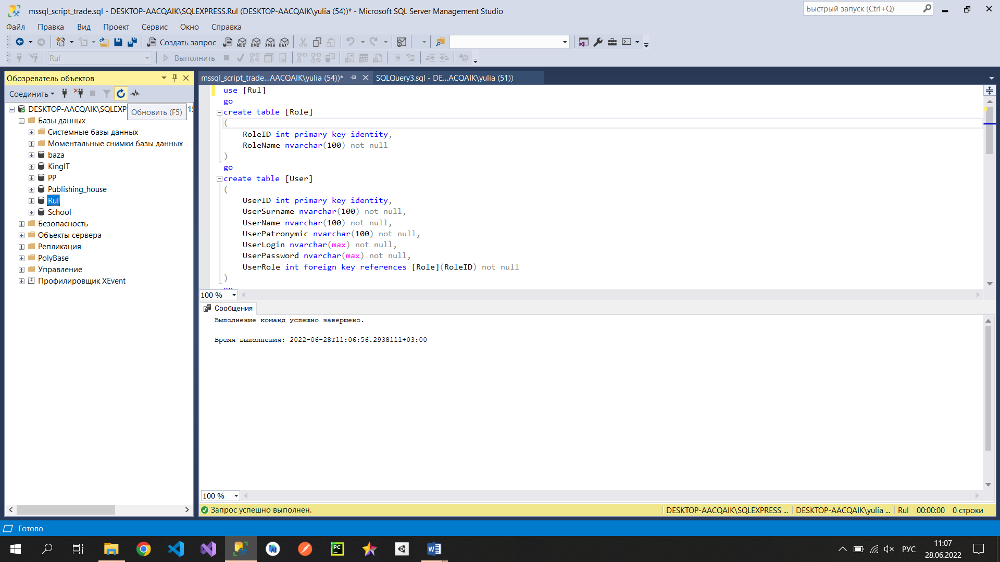 mssql_script_trade.sql - DESKTOP-AACQAIK\SQLEXPRESS.Rul (DESKTOP-AACQAIK\yulia (54))* - Microsoft SQL Server Management Studio
Быстрый запуск (Ctrl+Q)
Файл Правка Вид Проект Сервис Окно Справка
Создать запрос MDX DMX XMLA DAX
Rul Выполнить
Обозреватель объектов
Соединить
Обновить (F5)
DESKTOP-AACQAIK\SQLEXP
Базы данных
Системные базы данных
Моментальные снимки базы данных
baza
KingIT
PP
Publishing_house
Rul
School
Безопасность
Объекты сервера
Репликация
PolyBase
Управление
Профилировщик XEvent
mssql_script_trade...AACQAIK\yulia (54))* SQLQuery3.sql - DE...ACQAIK\yulia (51))
use [Rul]
go
create table [Role]
(
RoleID int primary key identity,
RoleName nvarchar(100) not null
)
go
create table [User]
(
UserID int primary key identity,
UserSurname nvarchar(100) not null,
UserName nvarchar(100) not null,
UserPatronymic nvarchar(100) not null,
UserLogin nvarchar(max) not null,
UserPassword nvarchar(max) not null,
UserRole int foreign key references [Role](RoleID) not null
)
go
100 %
Сообщения
Выполнение команд успешно завершено.
Время выполнения: 2022-06-28T11:06:56.2938111+03:00
100 %
Запрос успешно выполнен. DESKTOP-AACQAIK\SQLEXPRESS ... DESKTOP-AACQAIK\yulia ... Rul 00:00:00 0 строки
Готово
PC
РУС
11:07
28.06.2022